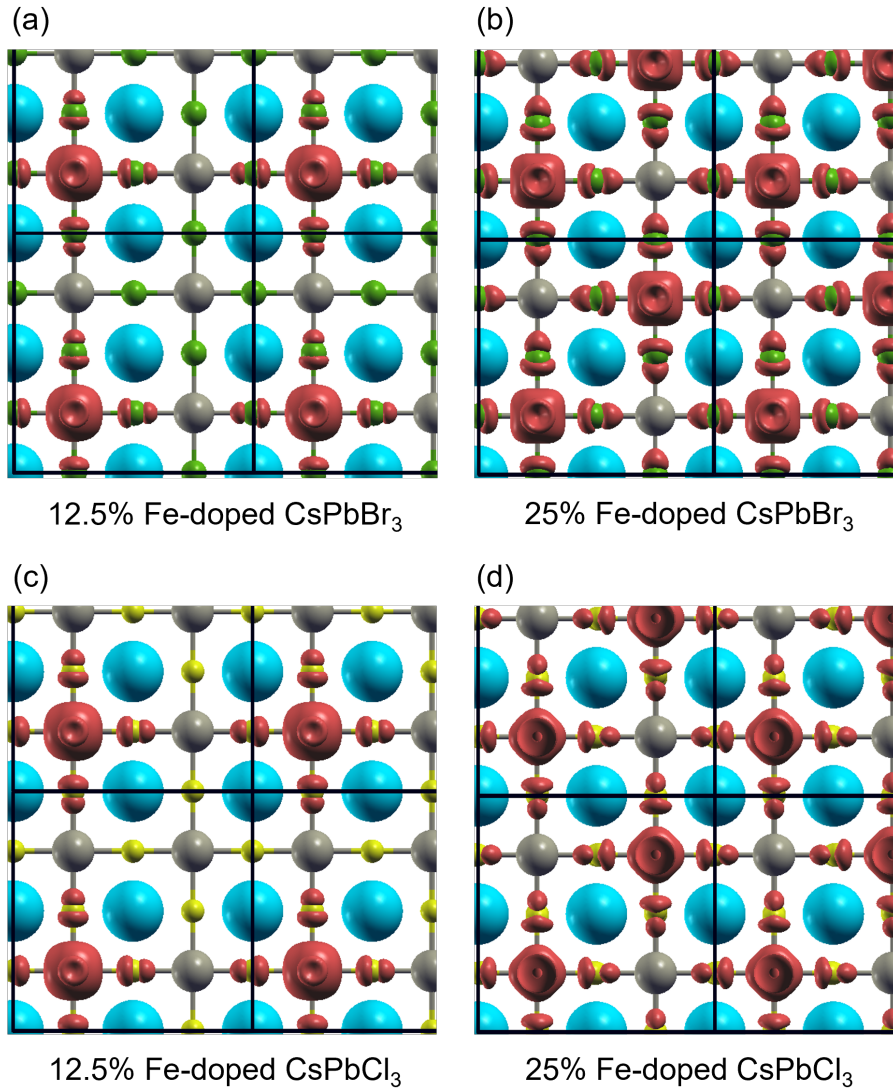 (a)
(b)
12.5% Fe-doped CsPbBr₃
25% Fe-doped CsPbBr₃
(c)
(d)
12.5% Fe-doped CsPbCl₃
25% Fe-doped CsPbCl₃